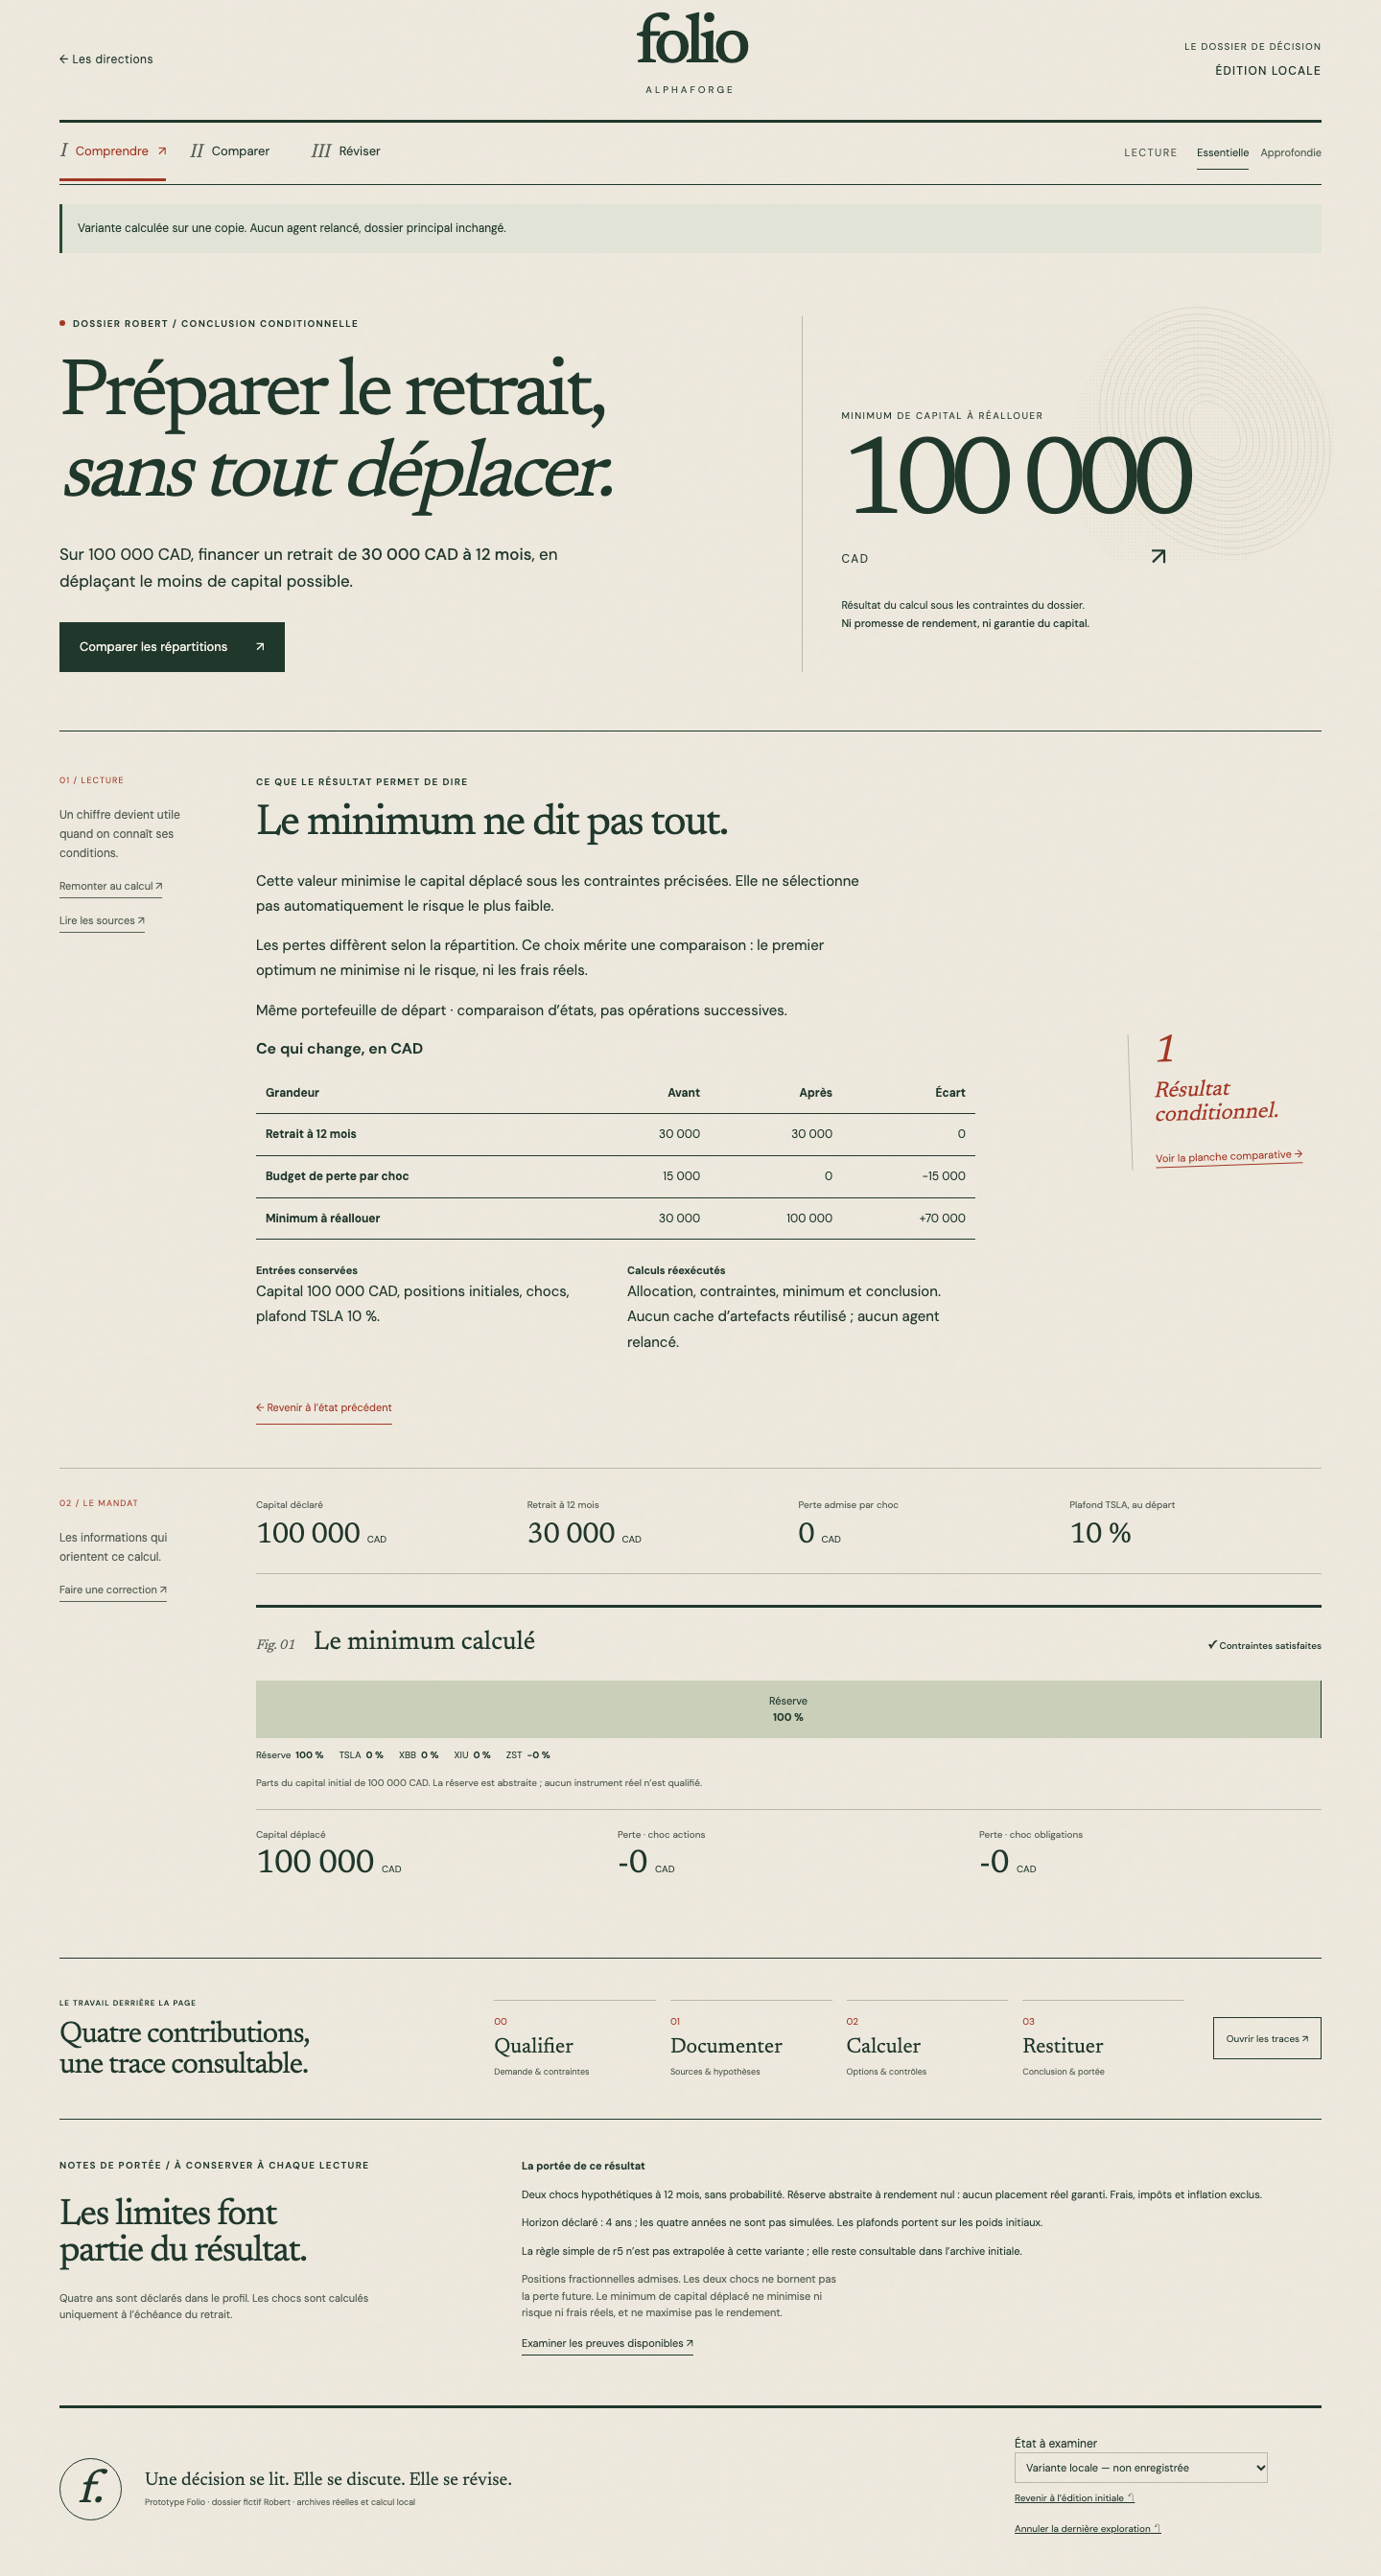 ← Les directions
folio
ALPHAFORGE
LE DOSSIER DE DÉCISION
ÉDITION LOCALE
I Comprendre ↗ II Comparer III Réviser
LECTURE Essentielle Approfondie
Variante calculée sur une copie. Aucun agent relancé, dossier principal inchangé.
DOSSIER ROBERT / CONCLUSION CONDITIONNELLE
Préparer le retrait,
sans tout déplacer.
Sur 100 000 CAD, financer un retrait de 30 000 CAD à 12 mois, en
déplaçant le moins de capital possible.
Comparer les répartitions ↗
MINIMUM DE CAPITAL À RÉALLOUER
100 000
CAD ↗
Résultat du calcul sous les contraintes du dossier.
Ni promesse de rendement, ni garantie du capital.
01 / LECTURE
Un chiffre devient utile
quand on connaît ses
conditions.
Remonter au calcul ↗
Lire les sources ↗
CE QUE LE RÉSULTAT PERMET DE DIRE
Le minimum ne dit pas tout.
Cette valeur minimise le capital déplacé sous les contraintes précisées. Elle ne sélectionne
pas automatiquement le risque le plus faible.
Les pertes diffèrent selon la répartition. Ce choix mérite une comparaison : le premier
optimum ne minimise ni le risque, ni les frais réels.
Même portefeuille de départ · comparaison d’états, pas opérations successives.
Ce qui change, en CAD
Grandeur Avant Après Écart
Retrait à 12 mois 30 000 30 000 0
Budget de perte par choc 15 000 0 -15 000
Minimum à réallouer 30 000 100 000 +70 000
1
Résultat
conditionnel.
Voir la planche comparative →
Entrées conservées
Capital 100 000 CAD, positions initiales, chocs,
plafond TSLA 10 %.
Calculs réexécutés
Allocation, contraintes, minimum et conclusion.
Aucun cache d’artefacts réutilisé ; aucun agent
relancé.
← Revenir à l’état précédent
02 / LE MANDAT
Les informations qui
orientent ce calcul.
Faire une correction ↗
Capital déclaré
100 000 CAD
Retrait à 12 mois
30 000 CAD
Perte admise par choc
0 CAD
Plafond TSLA, au départ
10 %
Fig. 01 Le minimum calculé
✓ Contraintes satisfaites
Réserve
100 %
Réserve 100 % TSLA 0 % XBB 0 % XIU 0 % ZST -0 %
Parts du capital initial de 100 000 CAD. La réserve est abstraite ; aucun instrument réel n’est qualifié.
Capital déplacé
100 000 CAD
Perte · choc actions
-0 CAD
Perte · choc obligations
-0 CAD
LE TRAVAIL DERRIÈRE LA PAGE
Quatre contributions,
une trace consultable.
00
Qualifier
Demande & contraintes
01
Documenter
Sources & hypothèses
02
Calculer
Options & contrôles
03
Restituer
Conclusion & portée
Ouvrir les traces ↗
NOTES DE PORTÉE / À CONSERVER À CHAQUE LECTURE
Les limites font
partie du résultat.
Quatre ans sont déclarés dans le profil. Les chocs sont calculés
uniquement à l’échéance du retrait.
La portée de ce résultat
Deux chocs hypothétiques à 12 mois, sans probabilité. Réserve abstraite à rendement nul : aucun placement réel garanti. Frais, impôts et inflation exclus.
Horizon déclaré : 4 ans ; les quatre années ne sont pas simulées. Les plafonds portent sur les poids initiaux.
La règle simple de r5 n’est pas extrapolée à cette variante ; elle reste consultable dans l’archive initiale.
Positions fractionnelles admises. Les deux chocs ne bornent pas
la perte future. Le minimum de capital déplacé ne minimise ni
risque ni frais réels, et ne maximise pas le rendement.
Examiner les preuves disponibles ↗
f.
Une décision se lit. Elle se discute. Elle se révise.
Prototype Folio · dossier fictif Robert · archives réelles et calcul local
État à examiner
Variante locale — non enregistrée
Revenir à l’édition initiale
Annuler la dernière exploration